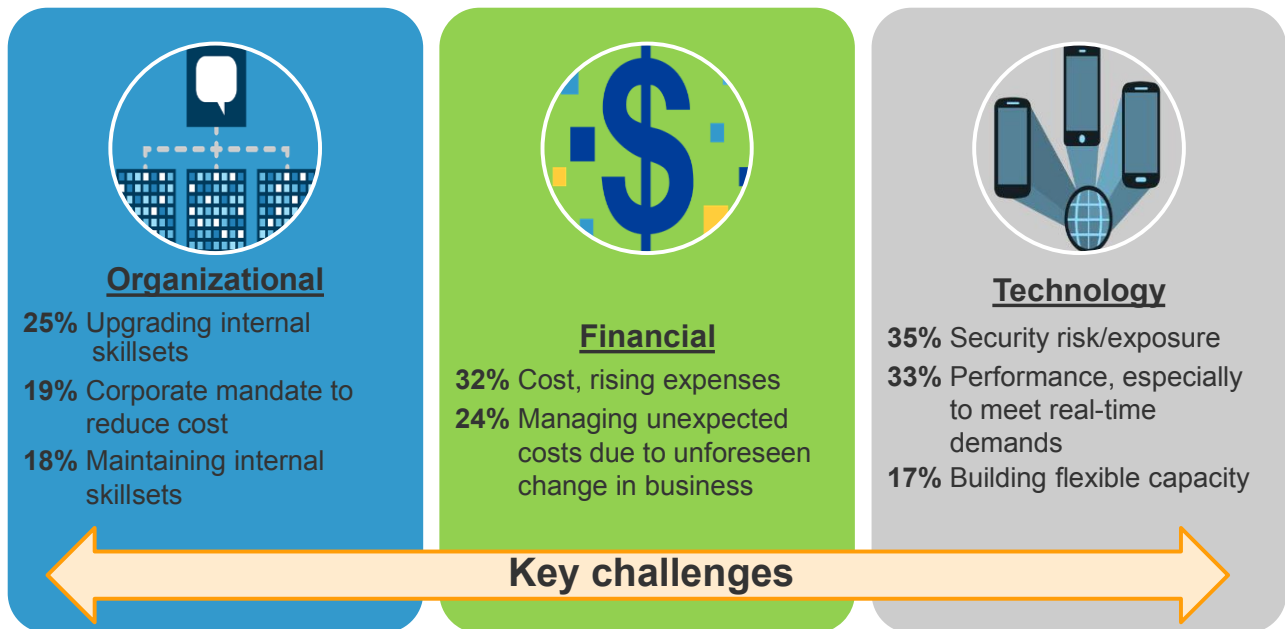 Organizational
25% Upgrading internal
skillsets
19% Corporate mandate to
reduce cost
18% Maintaining internal
skillsets
Financial
32% Cost, rising expenses
24% Managing unexpected
costs due to unforeseen
change in business
Technology
35% Security risk/exposure
33% Performance, especially
to meet real-time
demands
17% Building flexible capacity
Key challenges